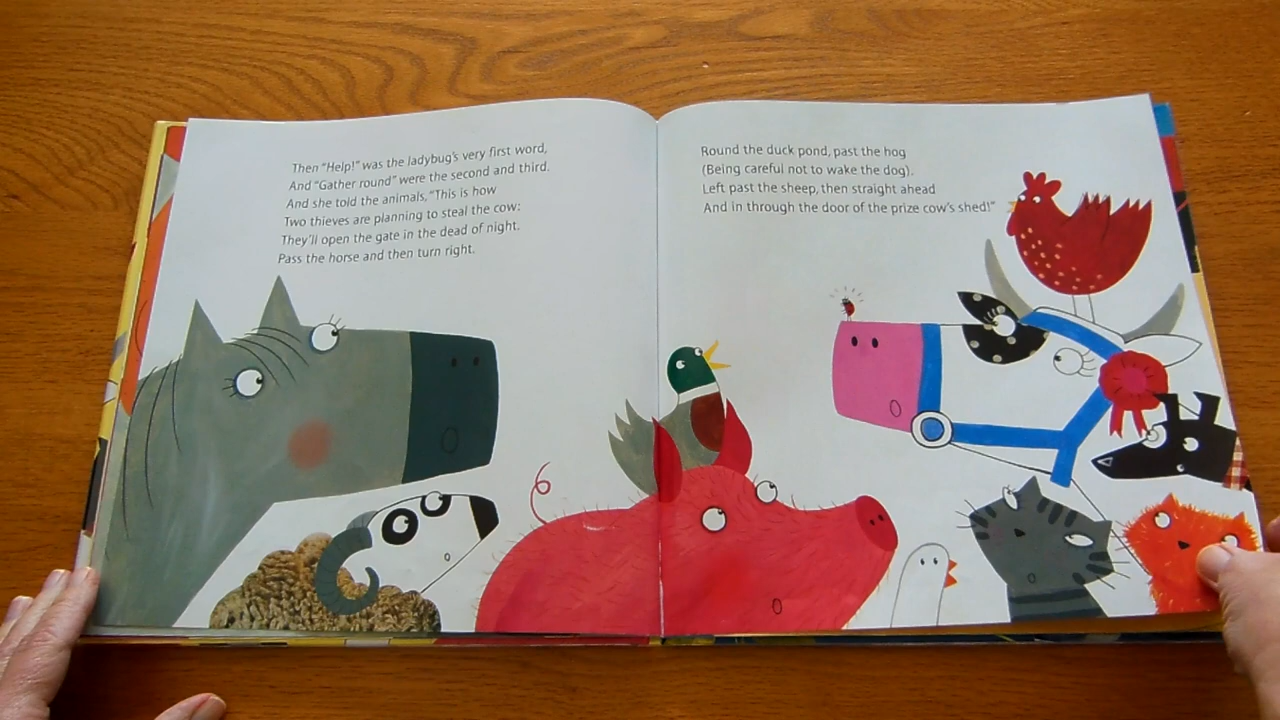 Then "Help!" was the ladybug's very first word,
And "Gather round" were the second and third.
And she told the animals, "This is how
Two thieves are planning to steal the cow:
They'll open the gate in the dead of night.
Pass the horse and then turn right.
Round the duck pond, past the hog
(Being careful not to wake the dog).
Left past the sheep, then straight ahead
And in through the door of the prize cow's shed!"